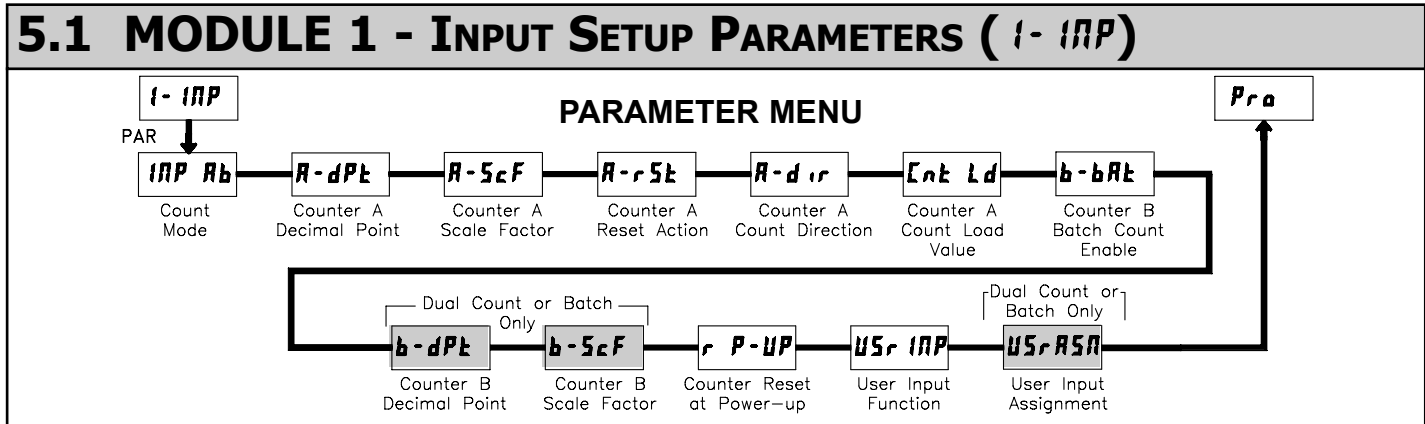 5.1 MODULE 1 - INPUT SETUP PARAMETERS (1-INP)
1-INP
PARAMETER MENU
Pro
PAR
INP Ab
A-dPt
A-ScF
A-rSt
A-dir
Cnt Ld
b-bAt
Count
Mode
Counter A
Decimal Point
Counter A
Scale Factor
Counter A
Reset Action
Counter A
Count Direction
Counter A
Count Load
Value
Counter B
Batch Count
Enable
Dual Count or Batch
Only
Dual Count or
Batch Only
b-dPt
b-ScF
r P-UP
USrINP
USrASN
Counter B
Decimal Point
Counter B
Scale Factor
Counter Reset
at Power-up
User Input
Function
User Input
Assignment